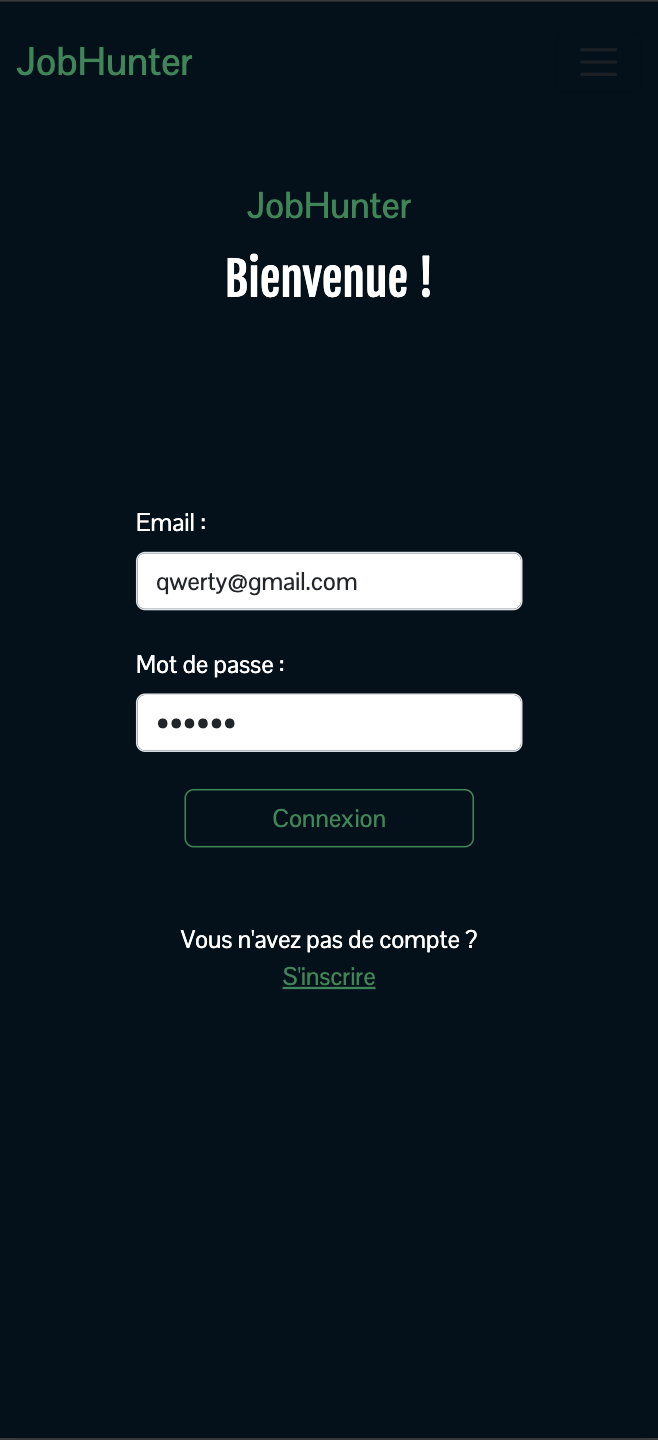 JobHunter
JobHunter
Bienvenue !
Email :
qwerty@gmail.com
Mot de passe :
••••••
Connexion
Vous n'avez pas de compte ?
S'inscrire